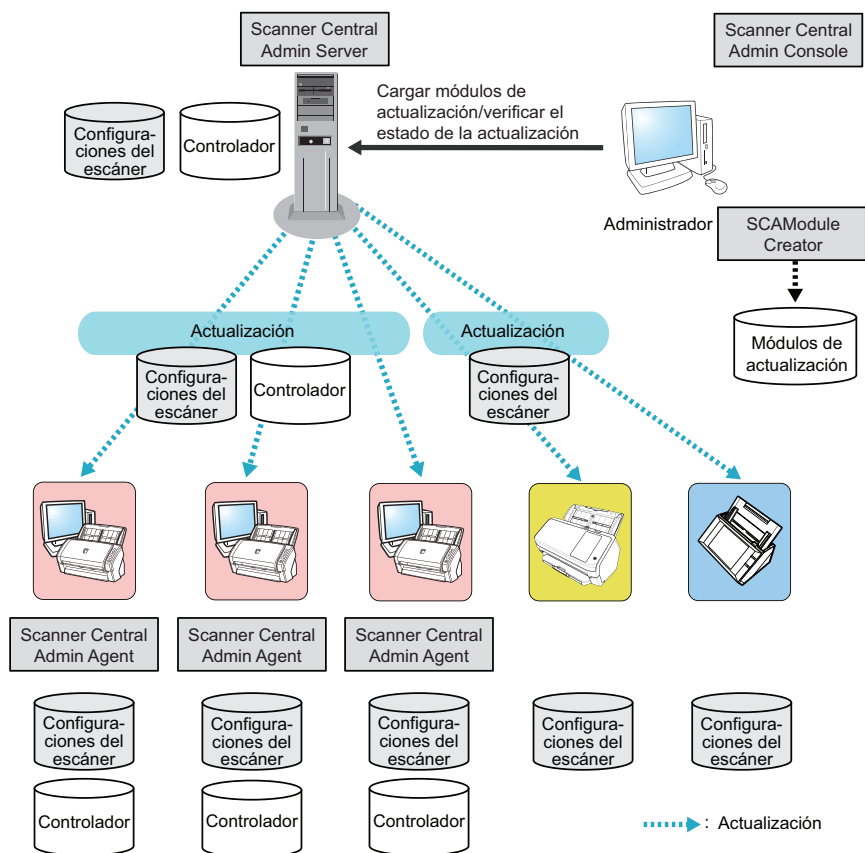 Scanner Central
Admin Server
Scanner Central
Admin Console
Cargar módulos de
actualización/verificar el
estado de la actualización
Configura-
ciones del
escáner
Controlador
Administrador
SCAModule
Creator
Actualización
Actualización
Módulos de
actualización
Configura-
ciones del
escáner
Controlador
Configura-
ciones del
escáner
Scanner Central
Admin Agent
Scanner Central
Admin Agent
Scanner Central
Admin Agent
Configura-
ciones del
escáner
Configura-
ciones del
escáner
Configura-
ciones del
escáner
Configura-
ciones del
escáner
Configura-
ciones del
escáner
Controlador
Controlador
Controlador
: Actualización